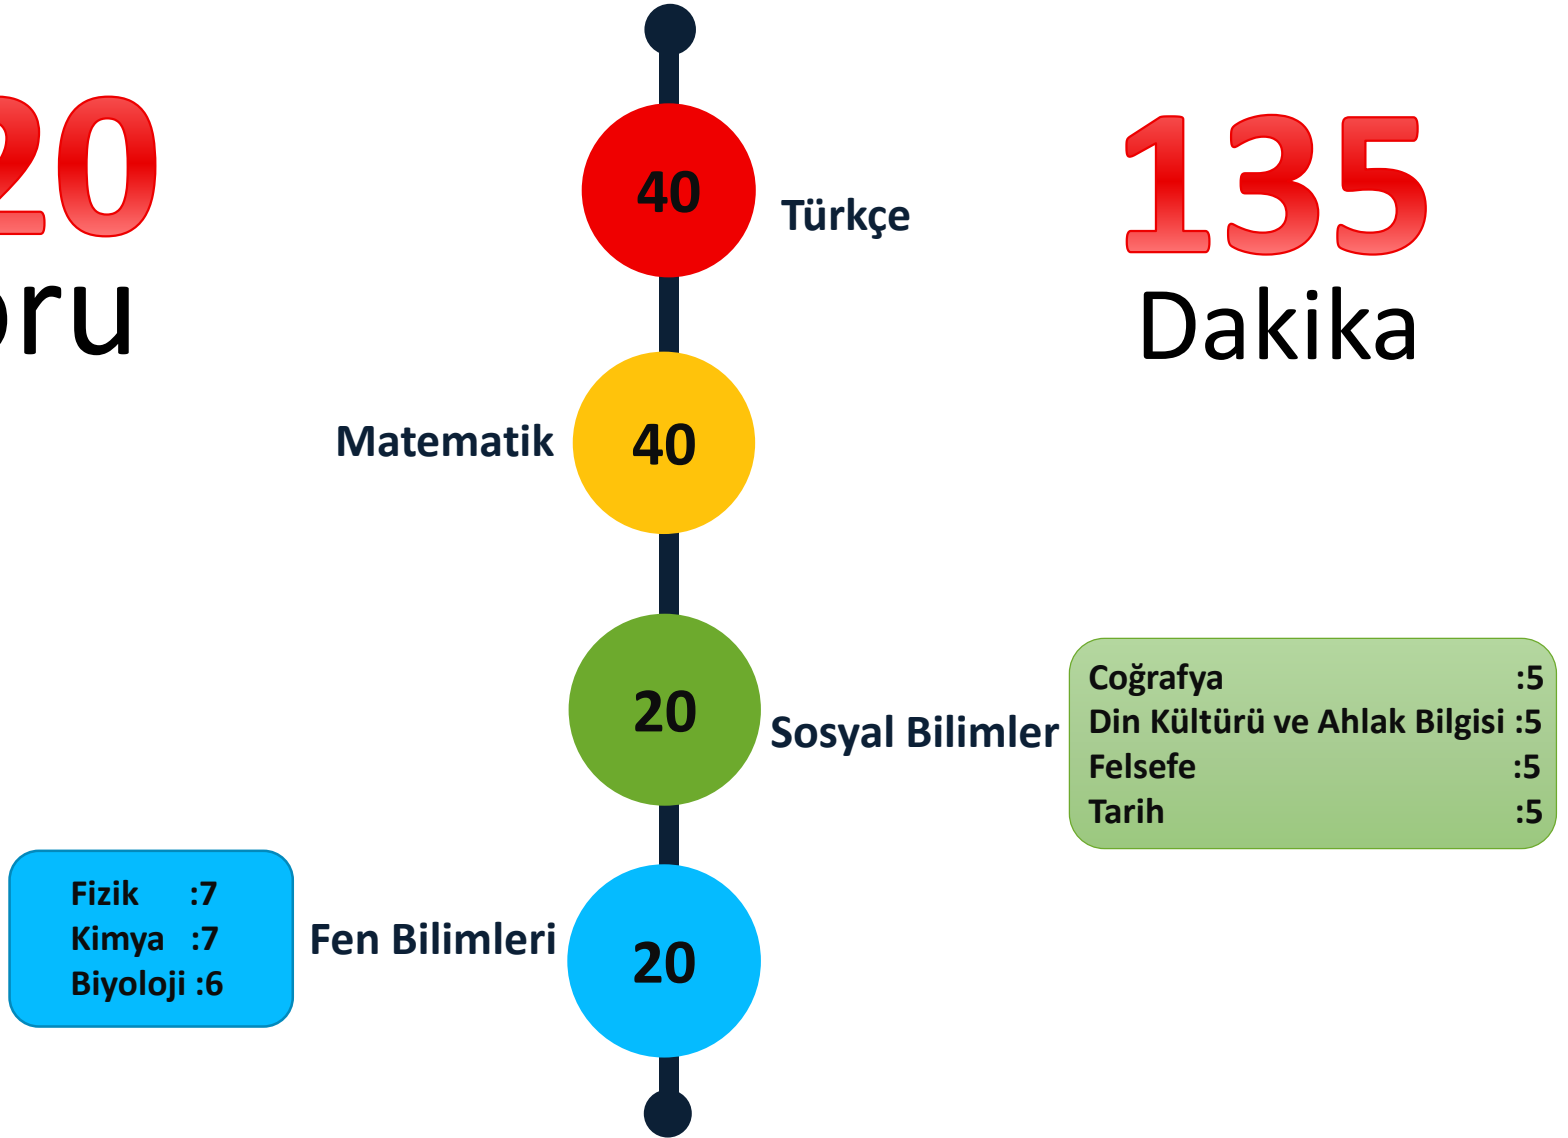 20
oru
40
Türkçe
135
Dakika
Matematik
40
20
Sosyal Bilimler
Coğrafya :5
Din Kültürü ve Ahlak Bilgisi :5
Felsefe :5
Tarih :5
Fizik :7
Kimya :7
Biyoloji :6
Fen Bilimleri
20